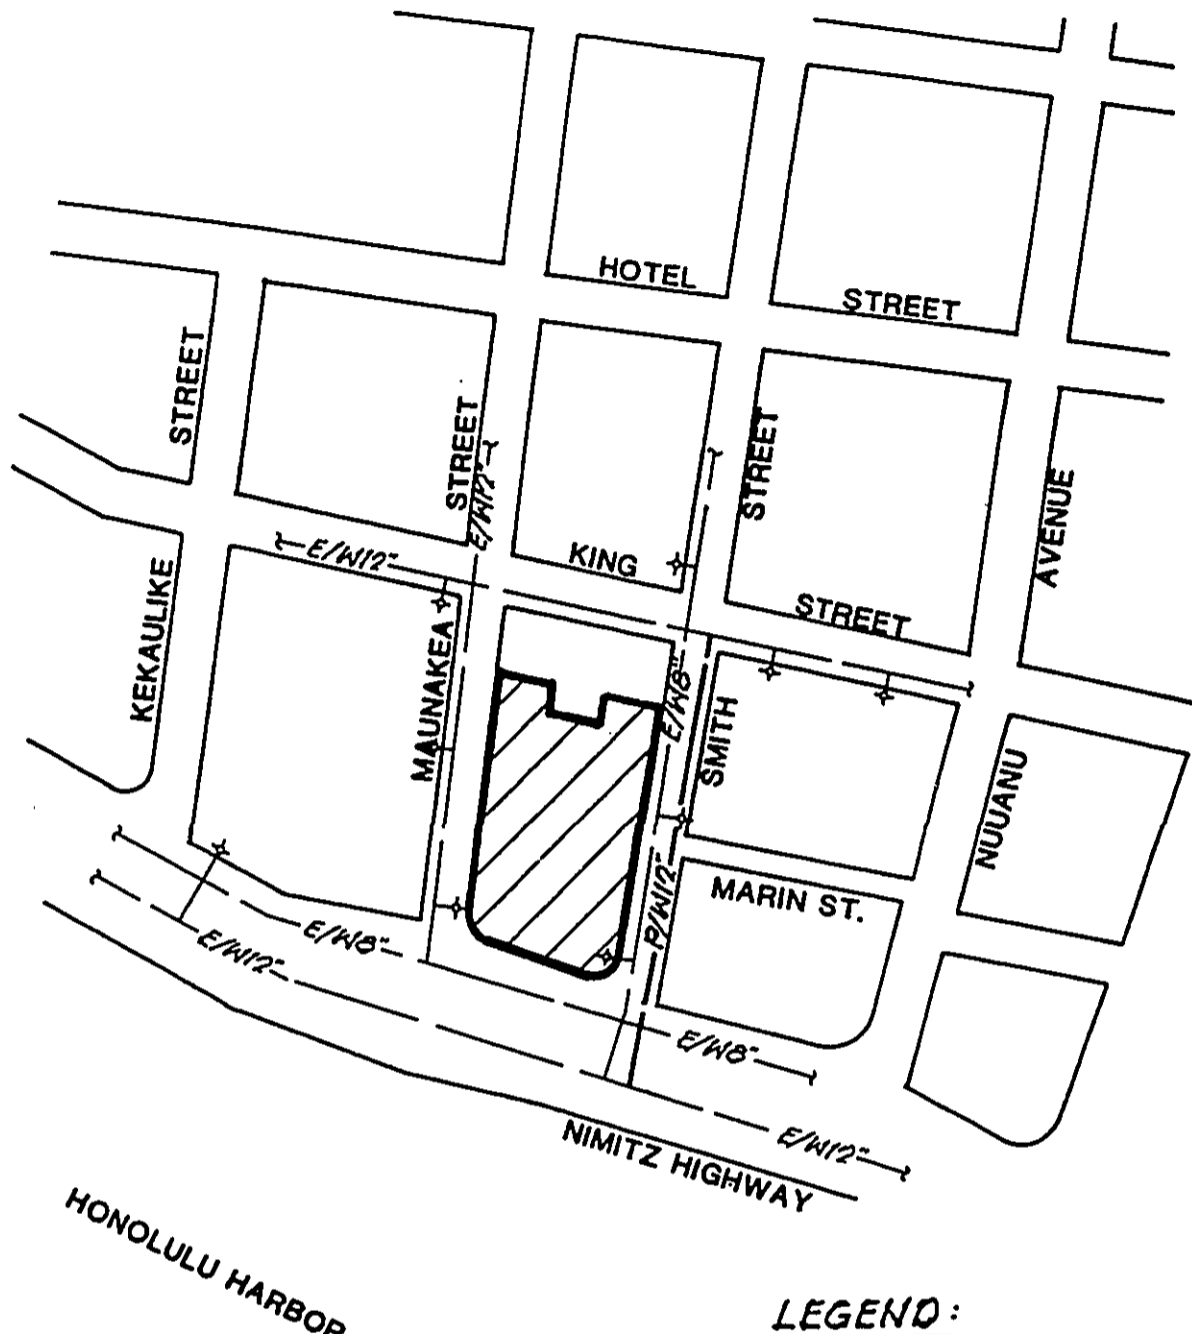 HOTEL
STREET
STREET
STREET
STREET
AVENUE
E/W12"
E/W12"
KING
STREET
KEKAULIKE
MAUNAKEA
E/W8"
SMITH
NUUANU
MARIN ST.
P/W12"
E/W8"
E/W12"
E/W8"
E/W12"
NIMITZ HIGHWAY
HONOLULU HARBOR
LEGEND: